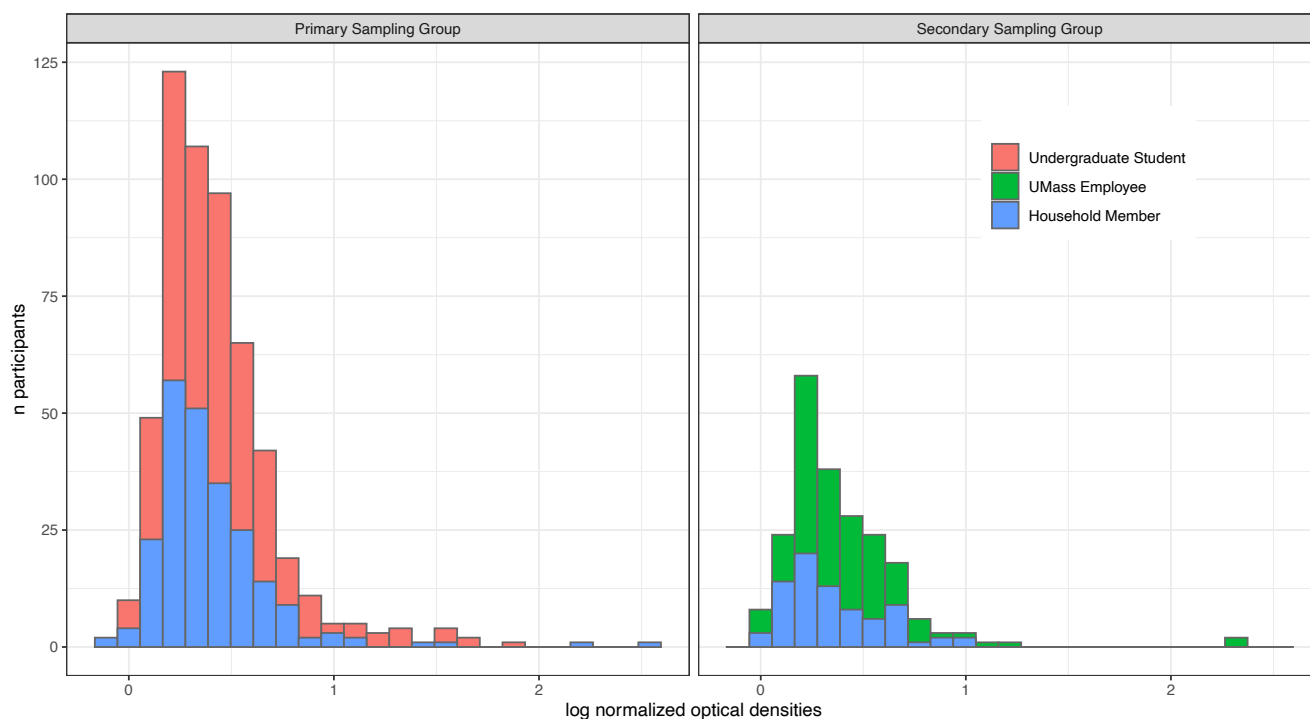 Primary Sampling Group
Secondary Sampling Group
125
100
75
50
25
0
n participants
Undergraduate Student
UMass Employee
Household Member
0 1 2
0 1 2
log normalized optical densities